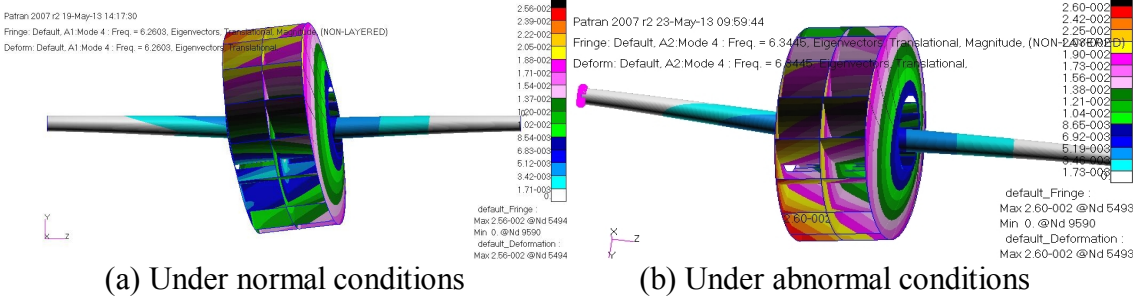 Patran 2007 r2 19-May-13 14:17:30
Fringe: Default, A1:Mode 4 : Freq. = 6.2603, Eigenvectors, Translational, Magnitude, (NON-LAYERED)
Deform: Default, A1:Mode 4 : Freq. = 6.2603, Eigenvectors, Translational,
2.56-002
2.39-002
2.22-002
2.05-002
1.88-002
1.71-002
1.54-002
1.37-002
1.20-002
1.02-002
8.54-003
6.83-003
5.12-003
3.42-003
1.71-003
0.
default_Fringe :
Max 2.56-002 @Nd 5494
Min 0. @Nd 9590
default_Deformation :
Max 2.56-002 @Nd 5494
Y
X
Z
(a) Under normal conditions
Patran 2007 r2 23-May-13 09:59:44
Fringe: Default, A2:Mode 4 : Freq. = 6.3445, Eigenvectors, Translational, Magnitude, (NON-LAYERED)
Deform: Default, A2:Mode 4 : Freq. = 6.3445, Eigenvectors, Translational,
2.60-002
2.42-002
2.25-002
1.90-002
1.73-002
1.56-002
1.38-002
1.21-002
1.04-002
8.65-003
6.92-003
5.19-003
3.46-003
1.73-003
2.60-002
default_Fringe :
Max 2.60-002 @Nd 5493
Min 0. @Nd 9590
default_Deformation :
Max 2.60-002 @Nd 5493
X
Z
Y
(b) Under abnormal conditions